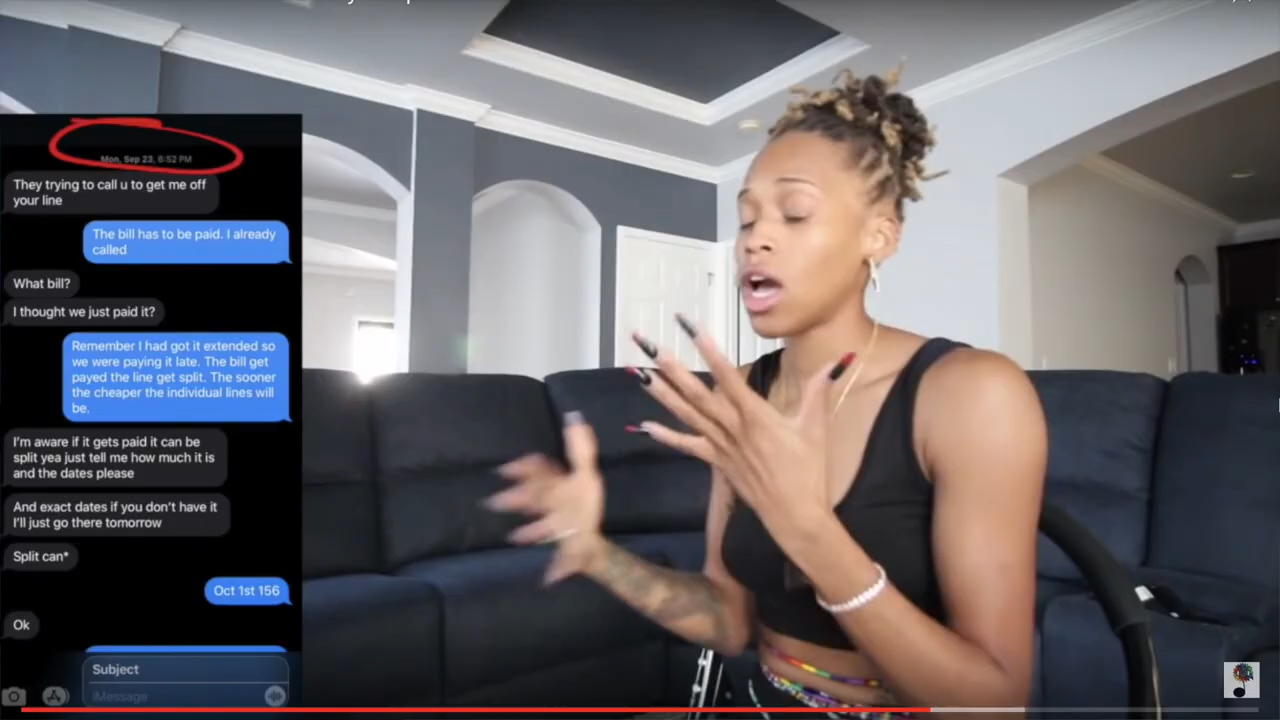 Mon, Sep 23, 6:52 PM
They trying to call u to get me off
your line
The bill has to be paid. I already
called
What bill?
I thought we just paid it?
Remember I had got it extended so
we were paying it late. The bill get
payed the line get split. The sooner
the cheaper the individual lines will
be.
I'm aware if it gets paid it can be
split yea just tell me how much it is
and the dates please
And exact dates if you don't have it
I'll just go there tomorrow
Split can*
Oct 1st 156
Ok
Subject
iMessage